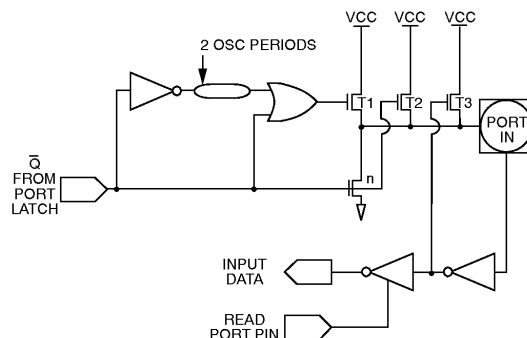 VCC VCC VCC
2 OSC PERIODS
T1 T2 T3
PORT
IN
Q
FROM
PORT
LATCH
n
INPUT
DATA
READ
PORT PIN